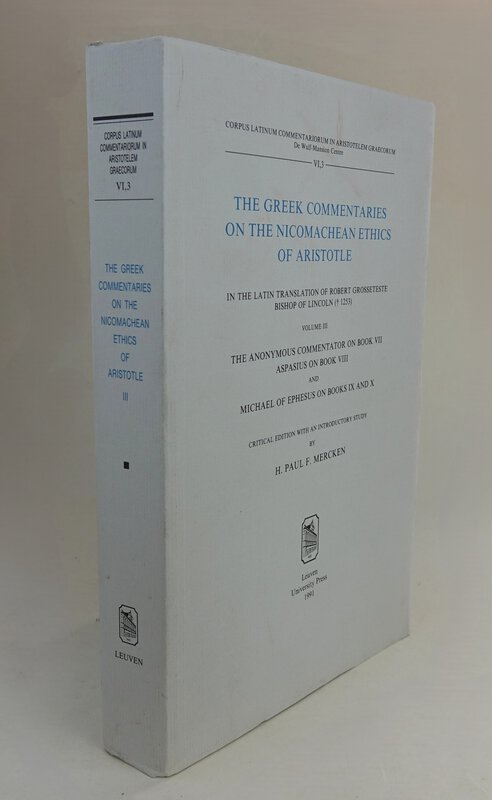 CORPUS LATINUM
COMMENTARIORUM IN
ARISTOTELEM
GRAECORUM
VI,3
THE GREEK
COMMENTARIES
ON THE
NICOMACHEAN
ETHICS
OF
ARISTOTLE
III
LEUVEN
CORPUS LATINUM COMMENTARIORUM IN ARISTOTELEM GRAECORUM
De Wulf-Mansion Centre
VI,3
THE GREEK COMMENTARIES
ON THE NICOMACHEAN ETHICS
OF ARISTOTLE
IN THE LATIN TRANSLATION OF ROBERT GROSSETESTE
BISHOP OF LINCOLN († 1253)
VOLUME III
THE ANONYMOUS COMMENTATOR ON BOOK VII
ASPASIUS ON BOOK VIII
AND
MICHAEL OF EPHESUS ON BOOKS IX AND X
CRITICAL EDITION WITH AN INTRODUCTORY STUDY
BY
H. PAUL F. MERCKEN
Leuven
University Press
1991